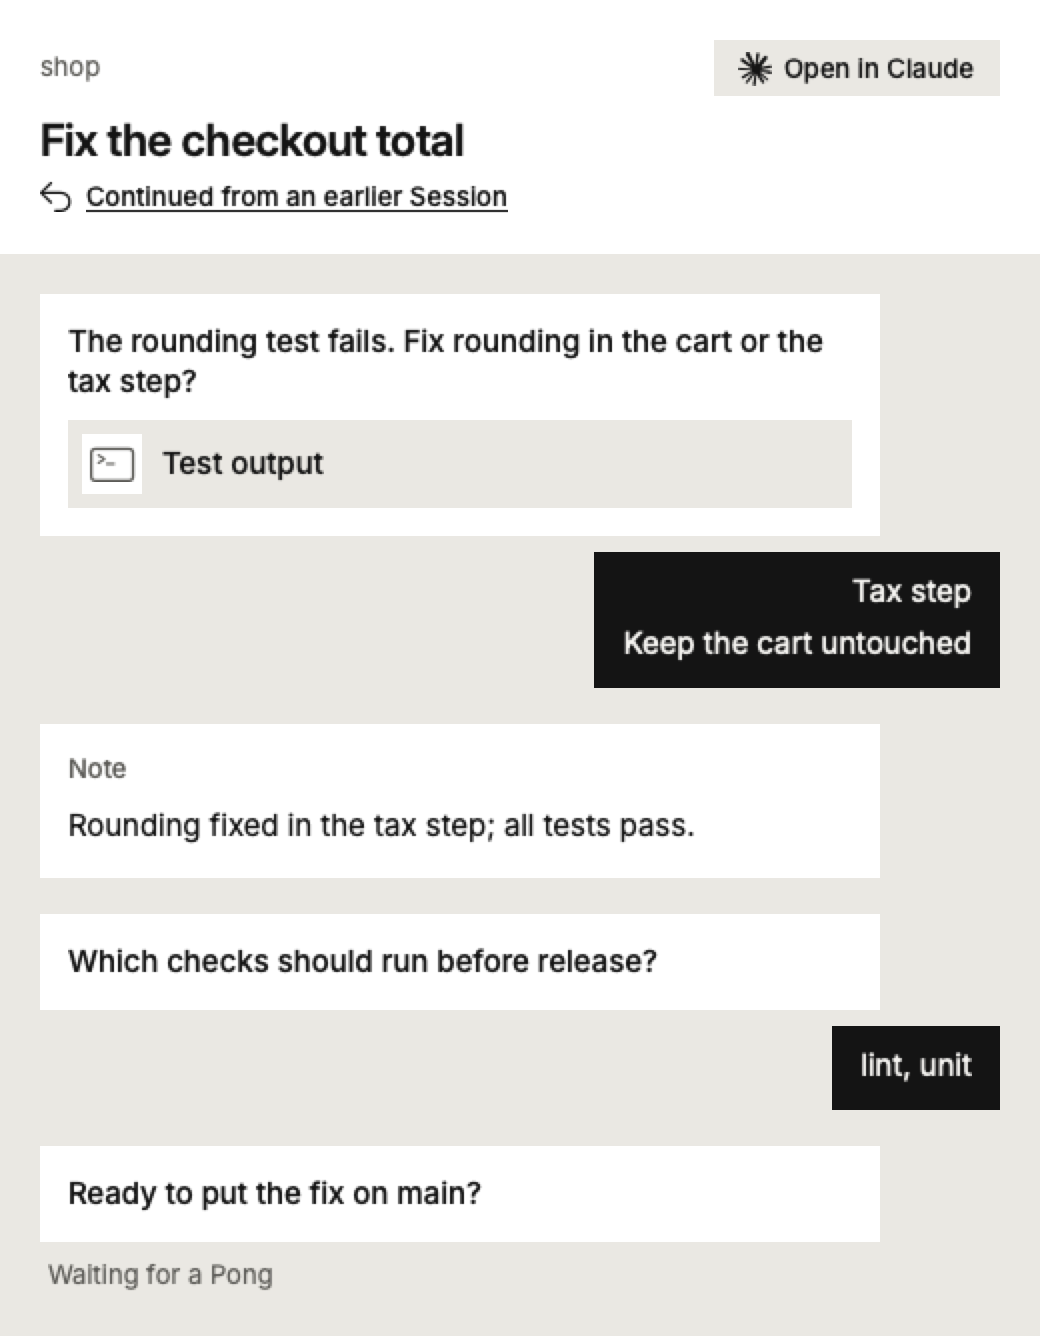 shop
Open in Claude
Fix the checkout total
Continued from an earlier Session
The rounding test fails. Fix rounding in the cart or the
tax step?
>_
Test output
Tax step
Keep the cart untouched
Note
Rounding fixed in the tax step; all tests pass.
Which checks should run before release?
lint, unit
Ready to put the fix on main?
Waiting for a Pong